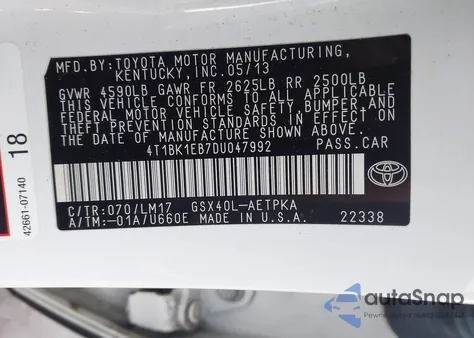 MFD.BY: TOYOTA MOTOR MANUFACTURING,
KENTUCKY, INC. 05/13
GVWR 4590LB GAWR FR 2625LB RR 2500LB
THIS VEHICLE CONFORMS TO ALL APPLICABLE
FEDERAL MOTOR VEHICLE SAFETY, BUMPER, AND
THEFT PREVENTION STANDARDS IN EFFECT ON
THE DATE OF MANUFACTURE SHOWN ABOVE.
4T1BK1EB7DU047992 PASS.CAR
C/TR:070/LM17 GSX40L-AETPKA
A/TM:-01A/U660E MADE IN U.S.A. 22338
TOYOTA
42661-07140
18
autoSnap